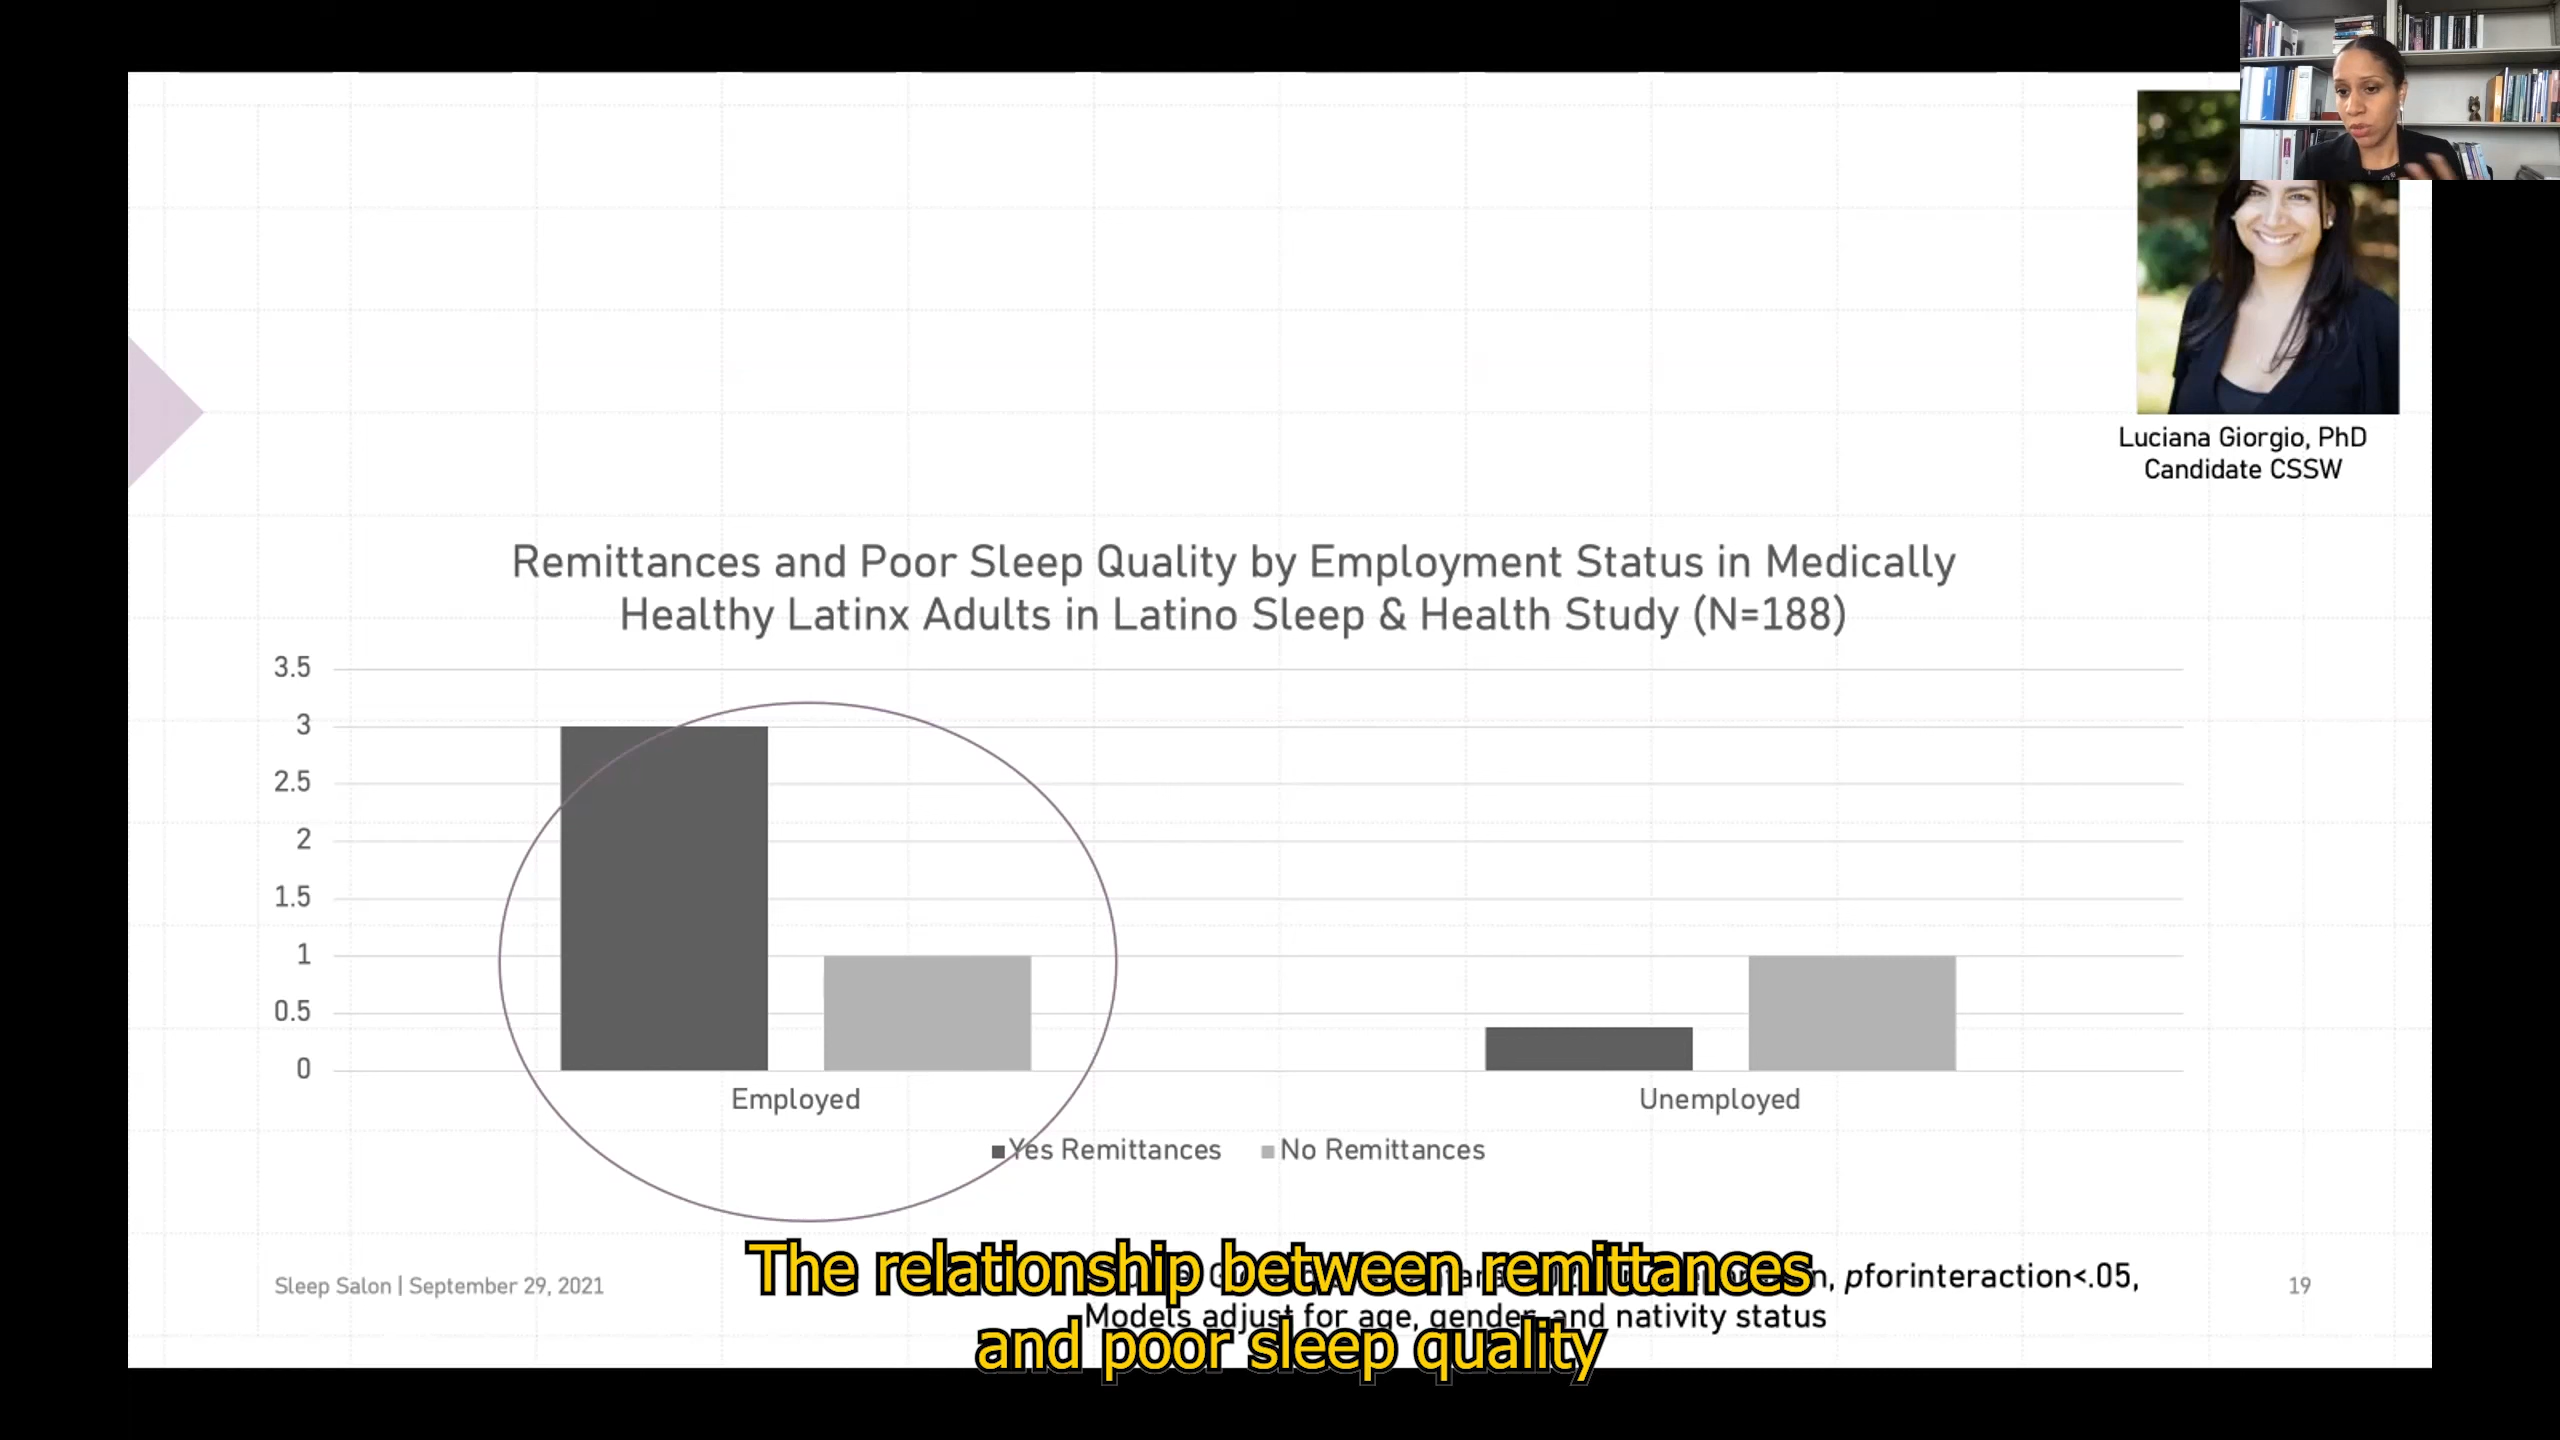 Luciana Giorgio, PhD
Candidate CSSW
Remittances and Poor Sleep Quality by Employment Status in Medically
Healthy Latinx Adults in Latino Sleep & Health Study (N=188)
3.5
3
2.5
2
1.5
1
0.5
0
Employed
Unemployed
Yes Remittances
No Remittances
The relationship between remittances
and poor sleep quality
Sleep Salon | September 29, 2021
pforinteraction<.05,
Models adjust for age, gender, and nativity status
19